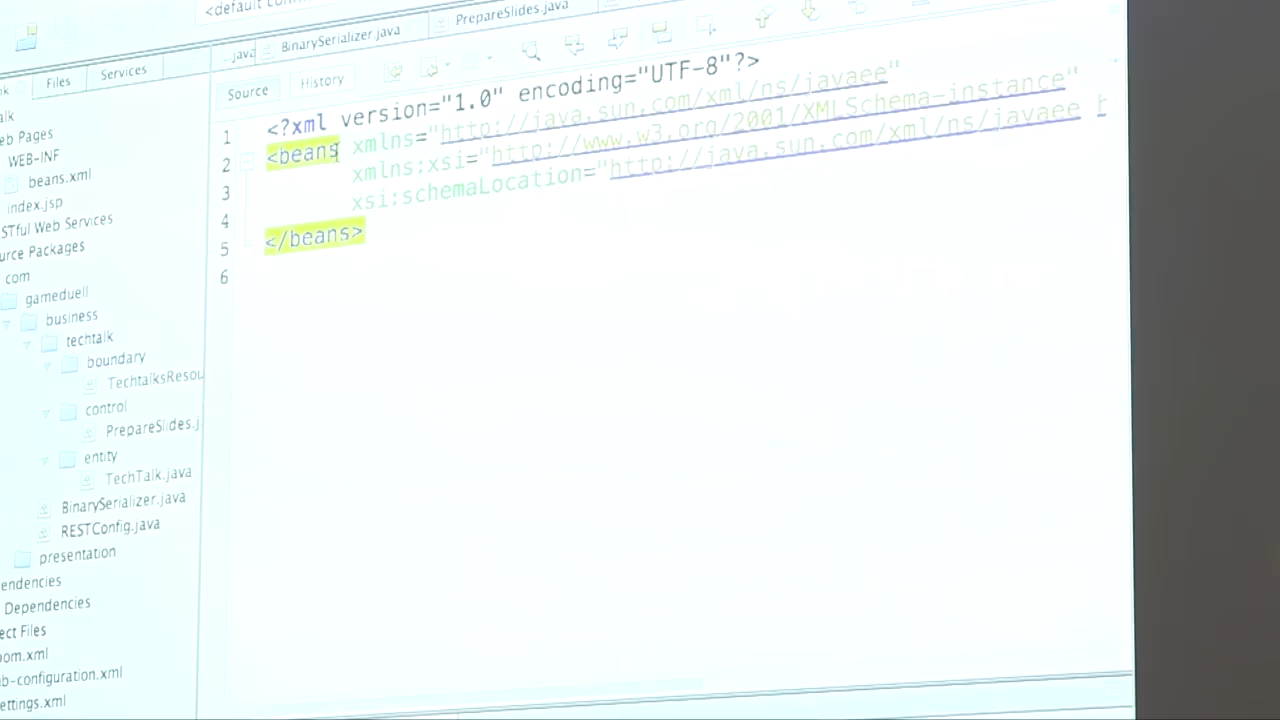 <default
Files
Services
BinarySerializer.java
PrepareSlides.java
Source
History
1
2
3
4
5
6
<?xml version="1.0" encoding="UTF-8"?>
<beans xmlns="http://java.sun.com/xml/ns/javaee"
xmlns:xsi="http://www.w3.org/2001/XMLSchema-instance"
xsi:schemaLocation="http://java.sun.com/xml/ns/javaee
</beans>
eb Pages
WEB-INF
beans.xml
index.jsp
STful Web Services
urce Packages
com
gameduell
business
techtalk
boundary
TechtalksResou
control
PrepareSlides.j
entity
TechTalk.java
BinarySerializer.java
RESTConfig.java
presentation
endencies
Dependencies
ect Files
pom.xml
b-configuration.xml
ettings.xml